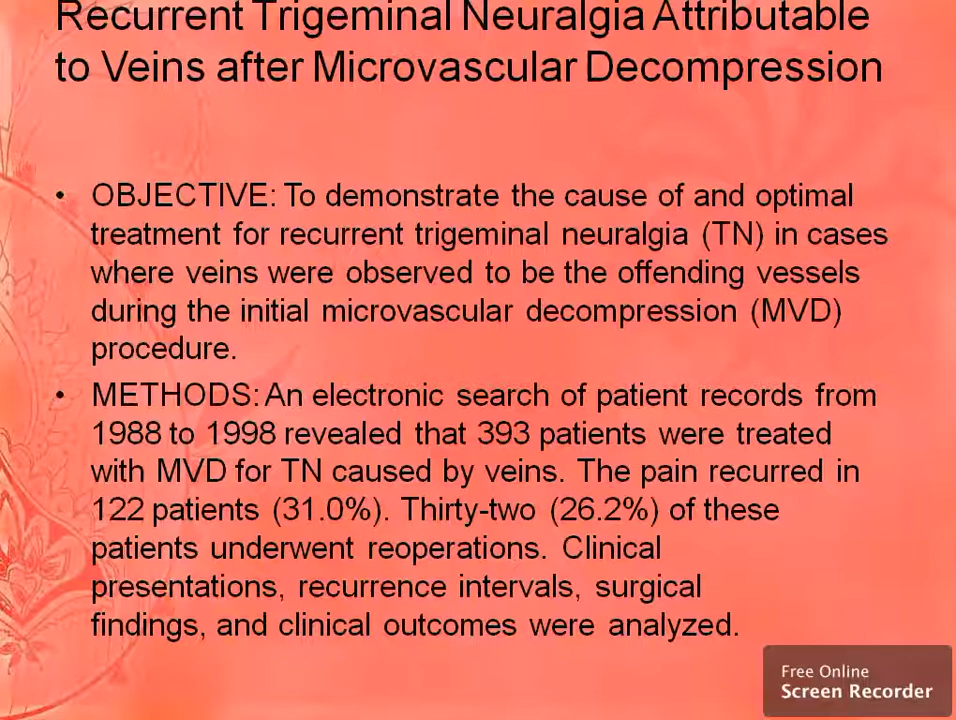 Recurrent Trigeminal Neuralgia Attributable
to Veins after Microvascular Decompression
• OBJECTIVE: To demonstrate the cause of and optimal
treatment for recurrent trigeminal neuralgia (TN) in cases
where veins were observed to be the offending vessels
during the initial microvascular decompression (MVD)
procedure.
• METHODS: An electronic search of patient records from
1988 to 1998 revealed that 393 patients were treated
with MVD for TN caused by veins. The pain recurred in
122 patients (31.0%). Thirty-two (26.2%) of these
patients underwent reoperations. Clinical
presentations, recurrence intervals, surgical
findings, and clinical outcomes were analyzed.
Free Online
Screen Recorder